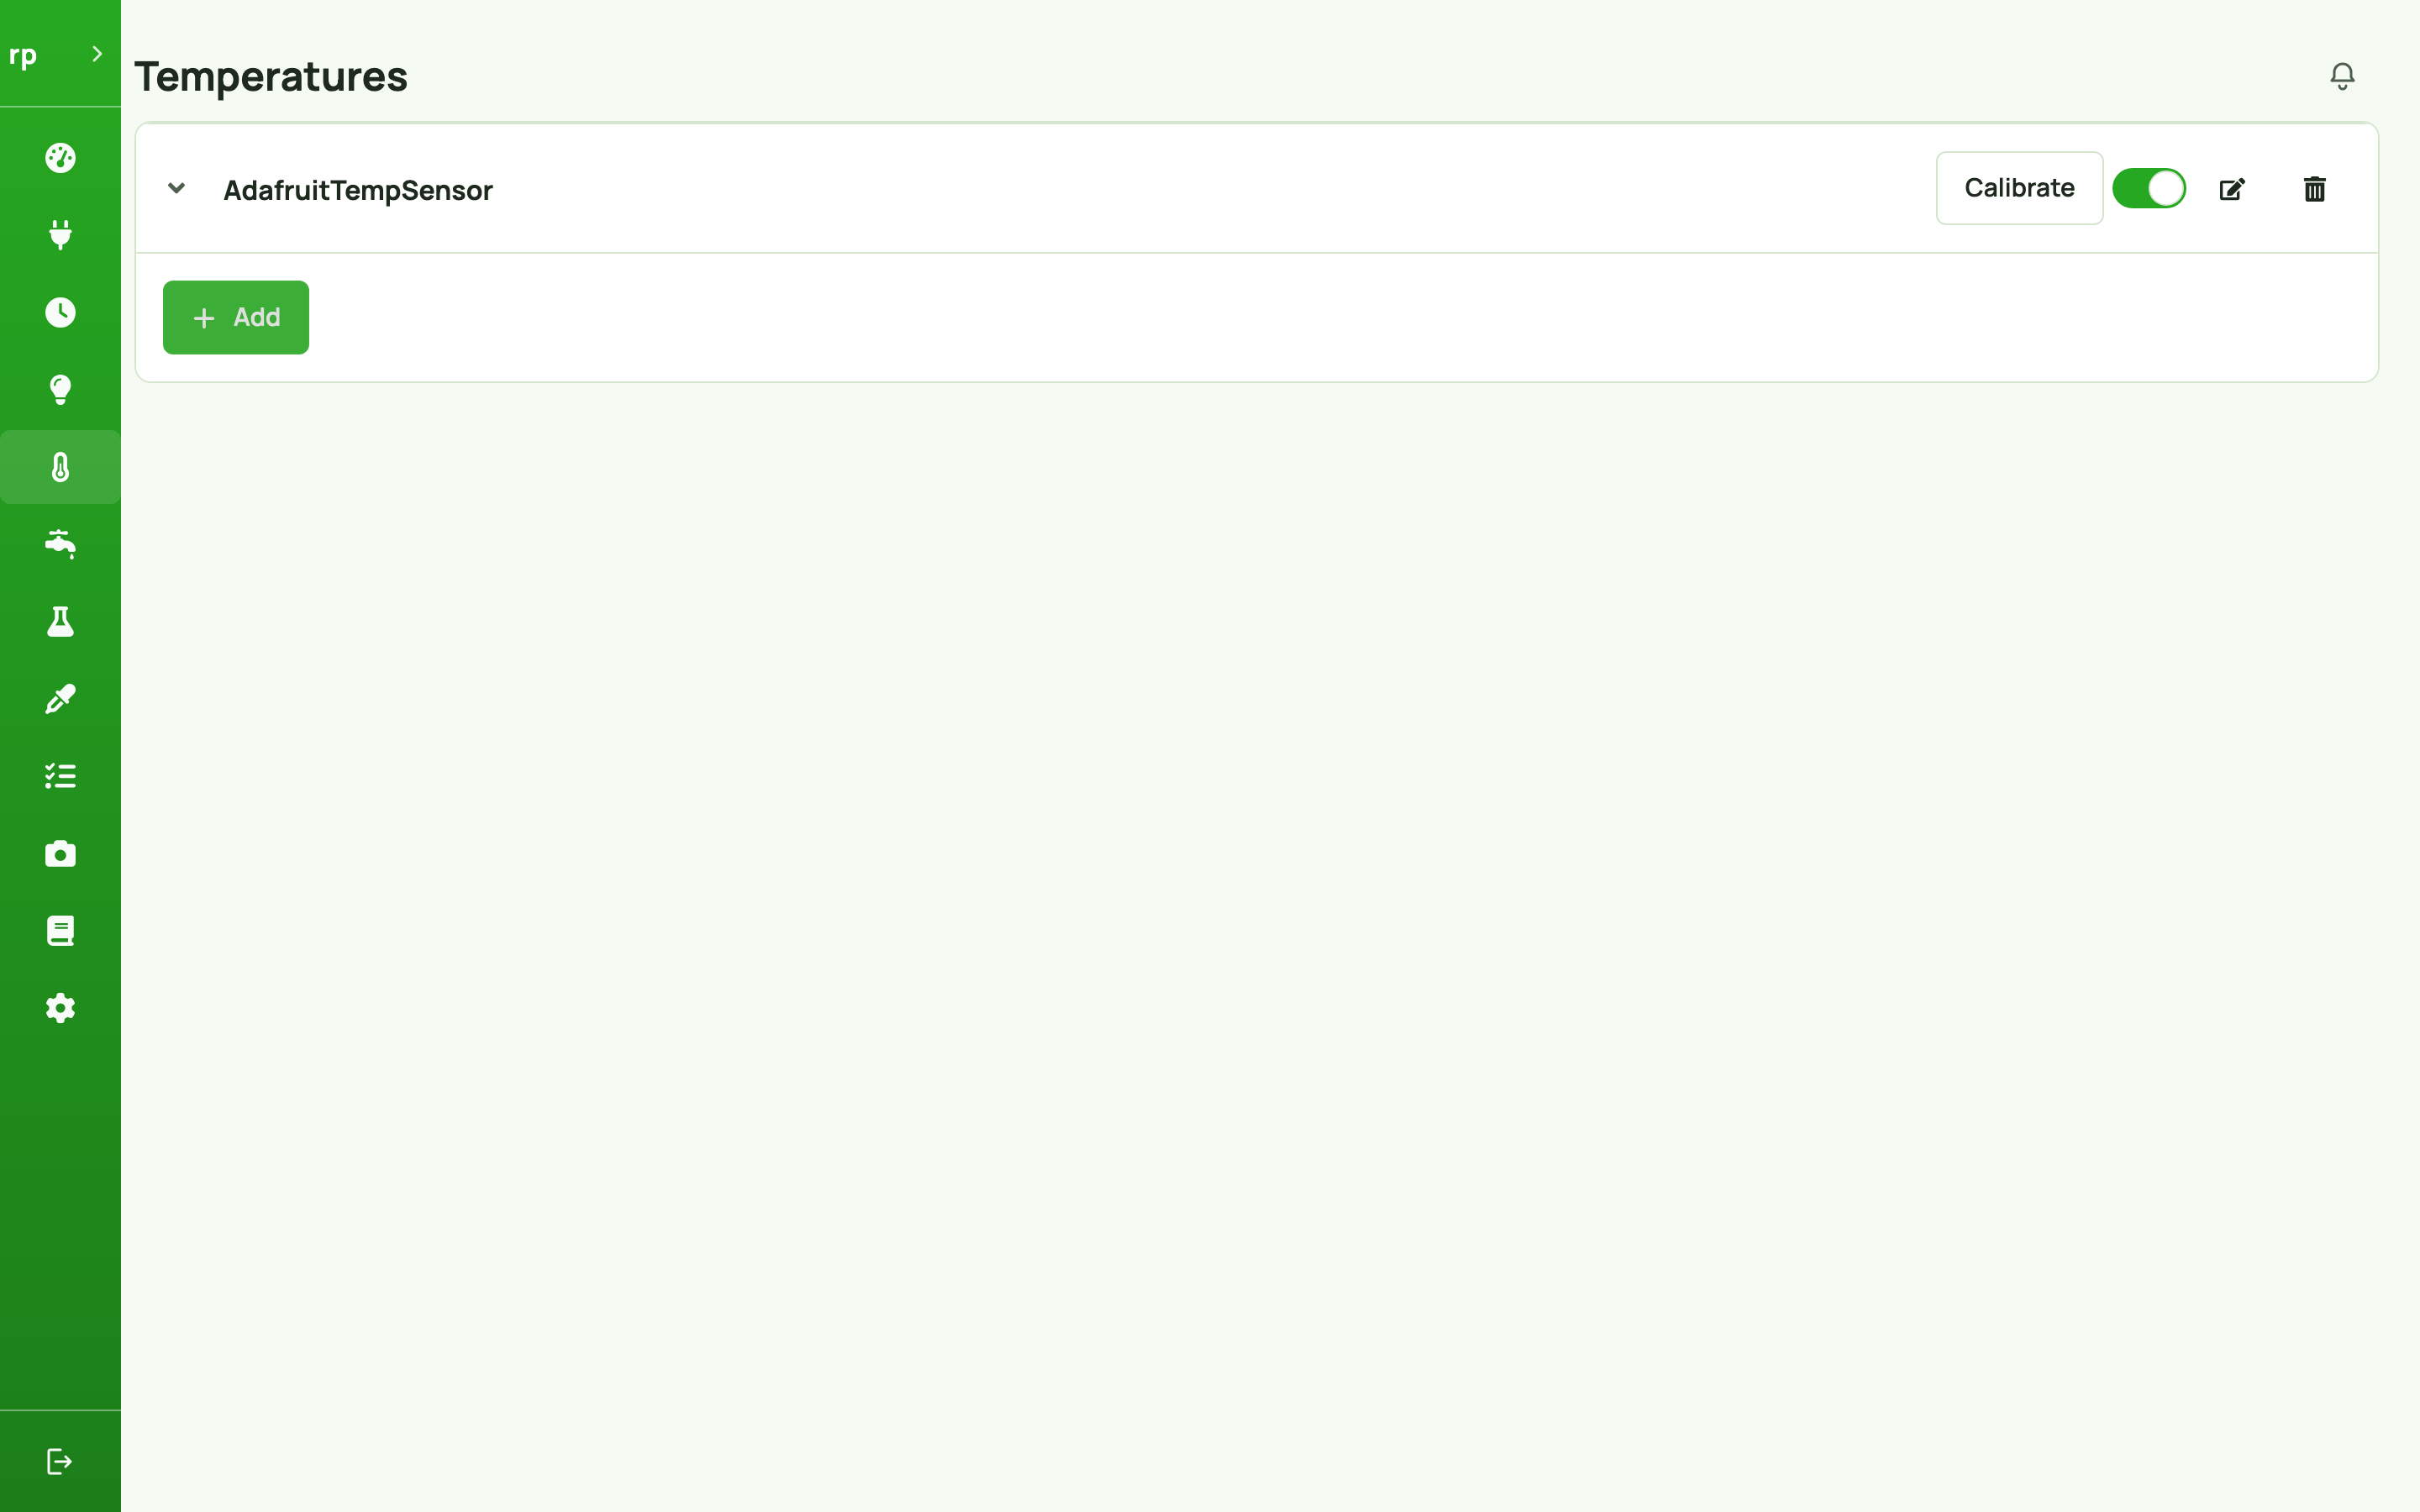 rp
Temperatures
AdafruitTempSensor
Calibrate
Add